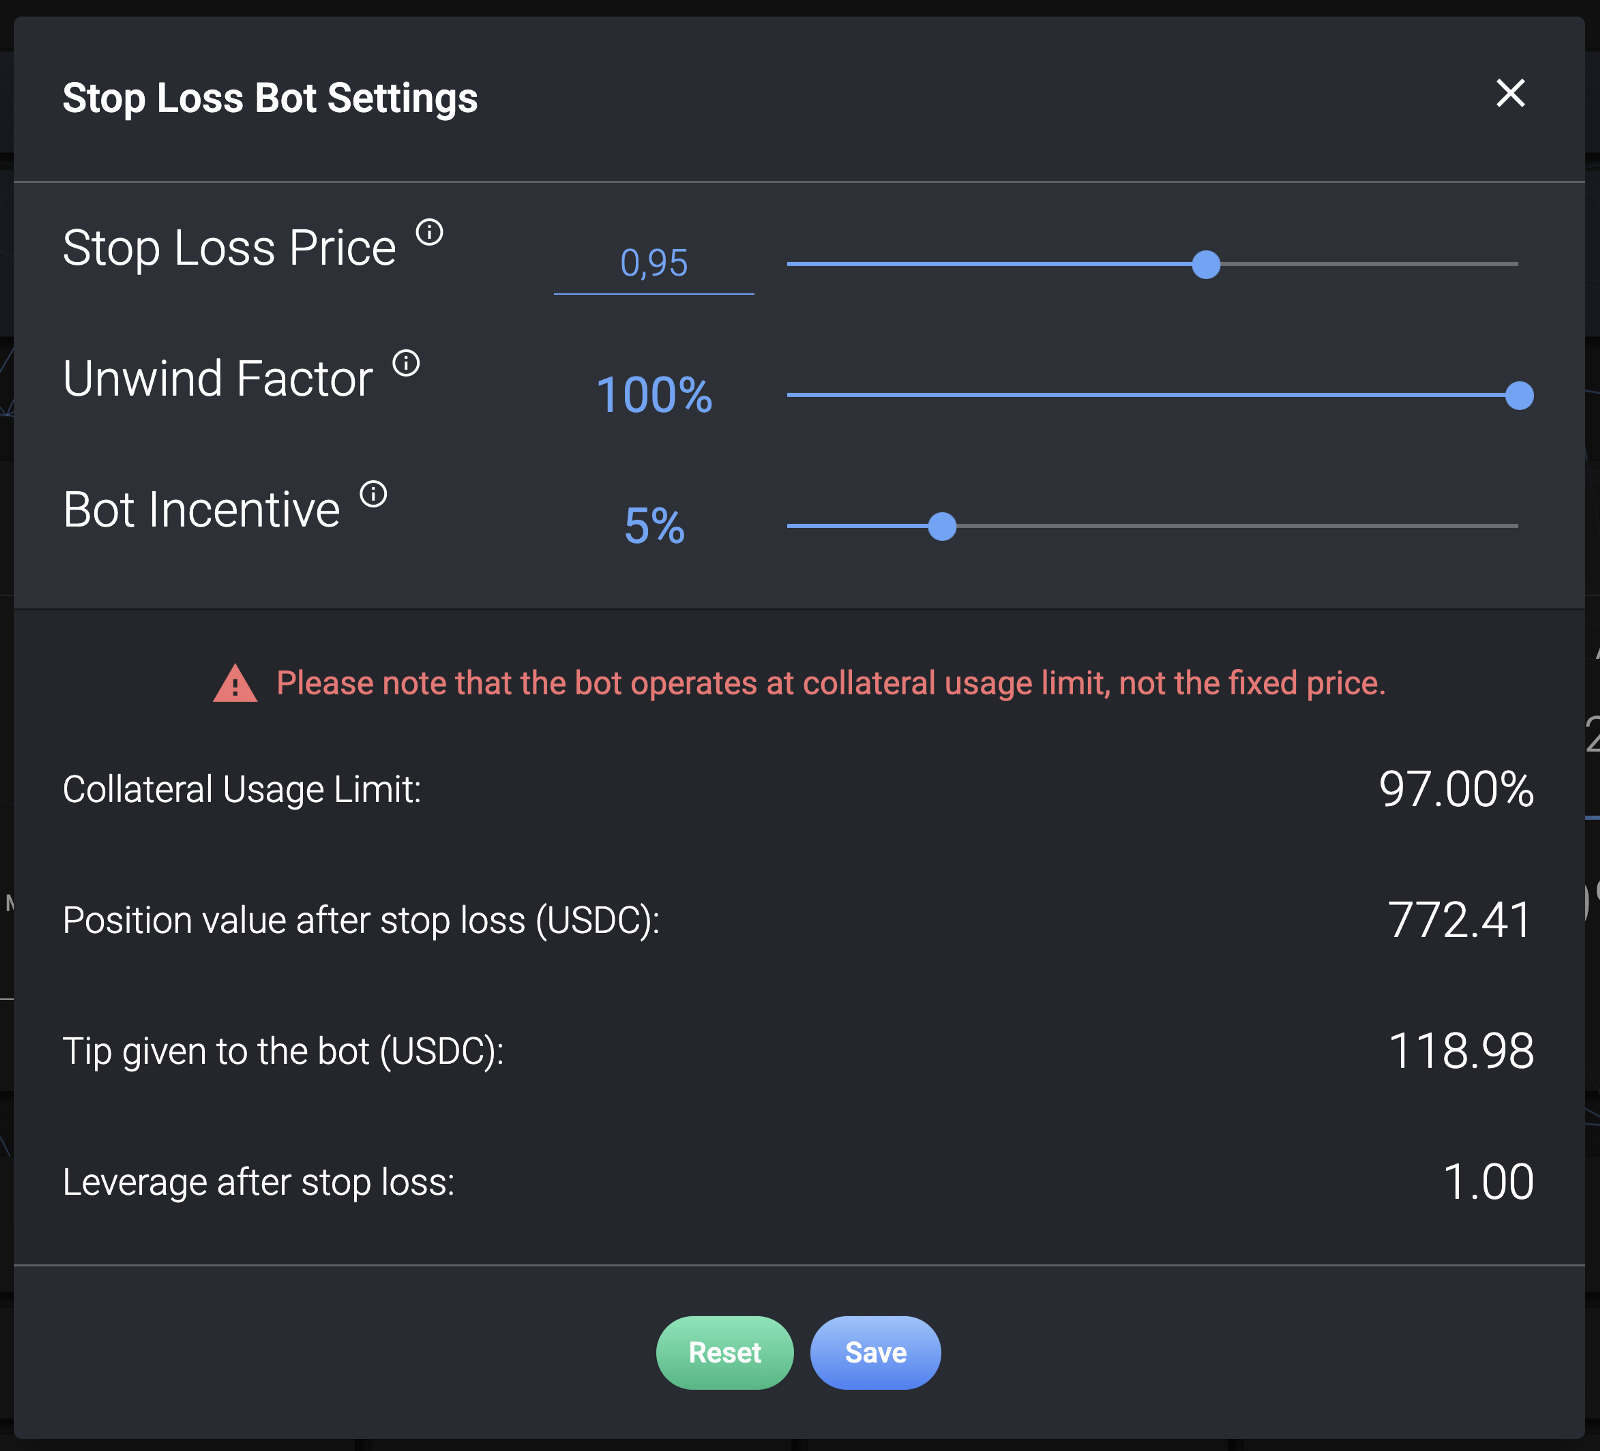 Stop Loss Bot Settings
Stop Loss Price
0,95
Unwind Factor
100%
Bot Incentive
5%
Please note that the bot operates at collateral usage limit, not the fixed price.
Collateral Usage Limit:
97.00%
Position value after stop loss (USDC):
772.41
Tip given to the bot (USDC):
118.98
Leverage after stop loss:
1.00
Reset
Save